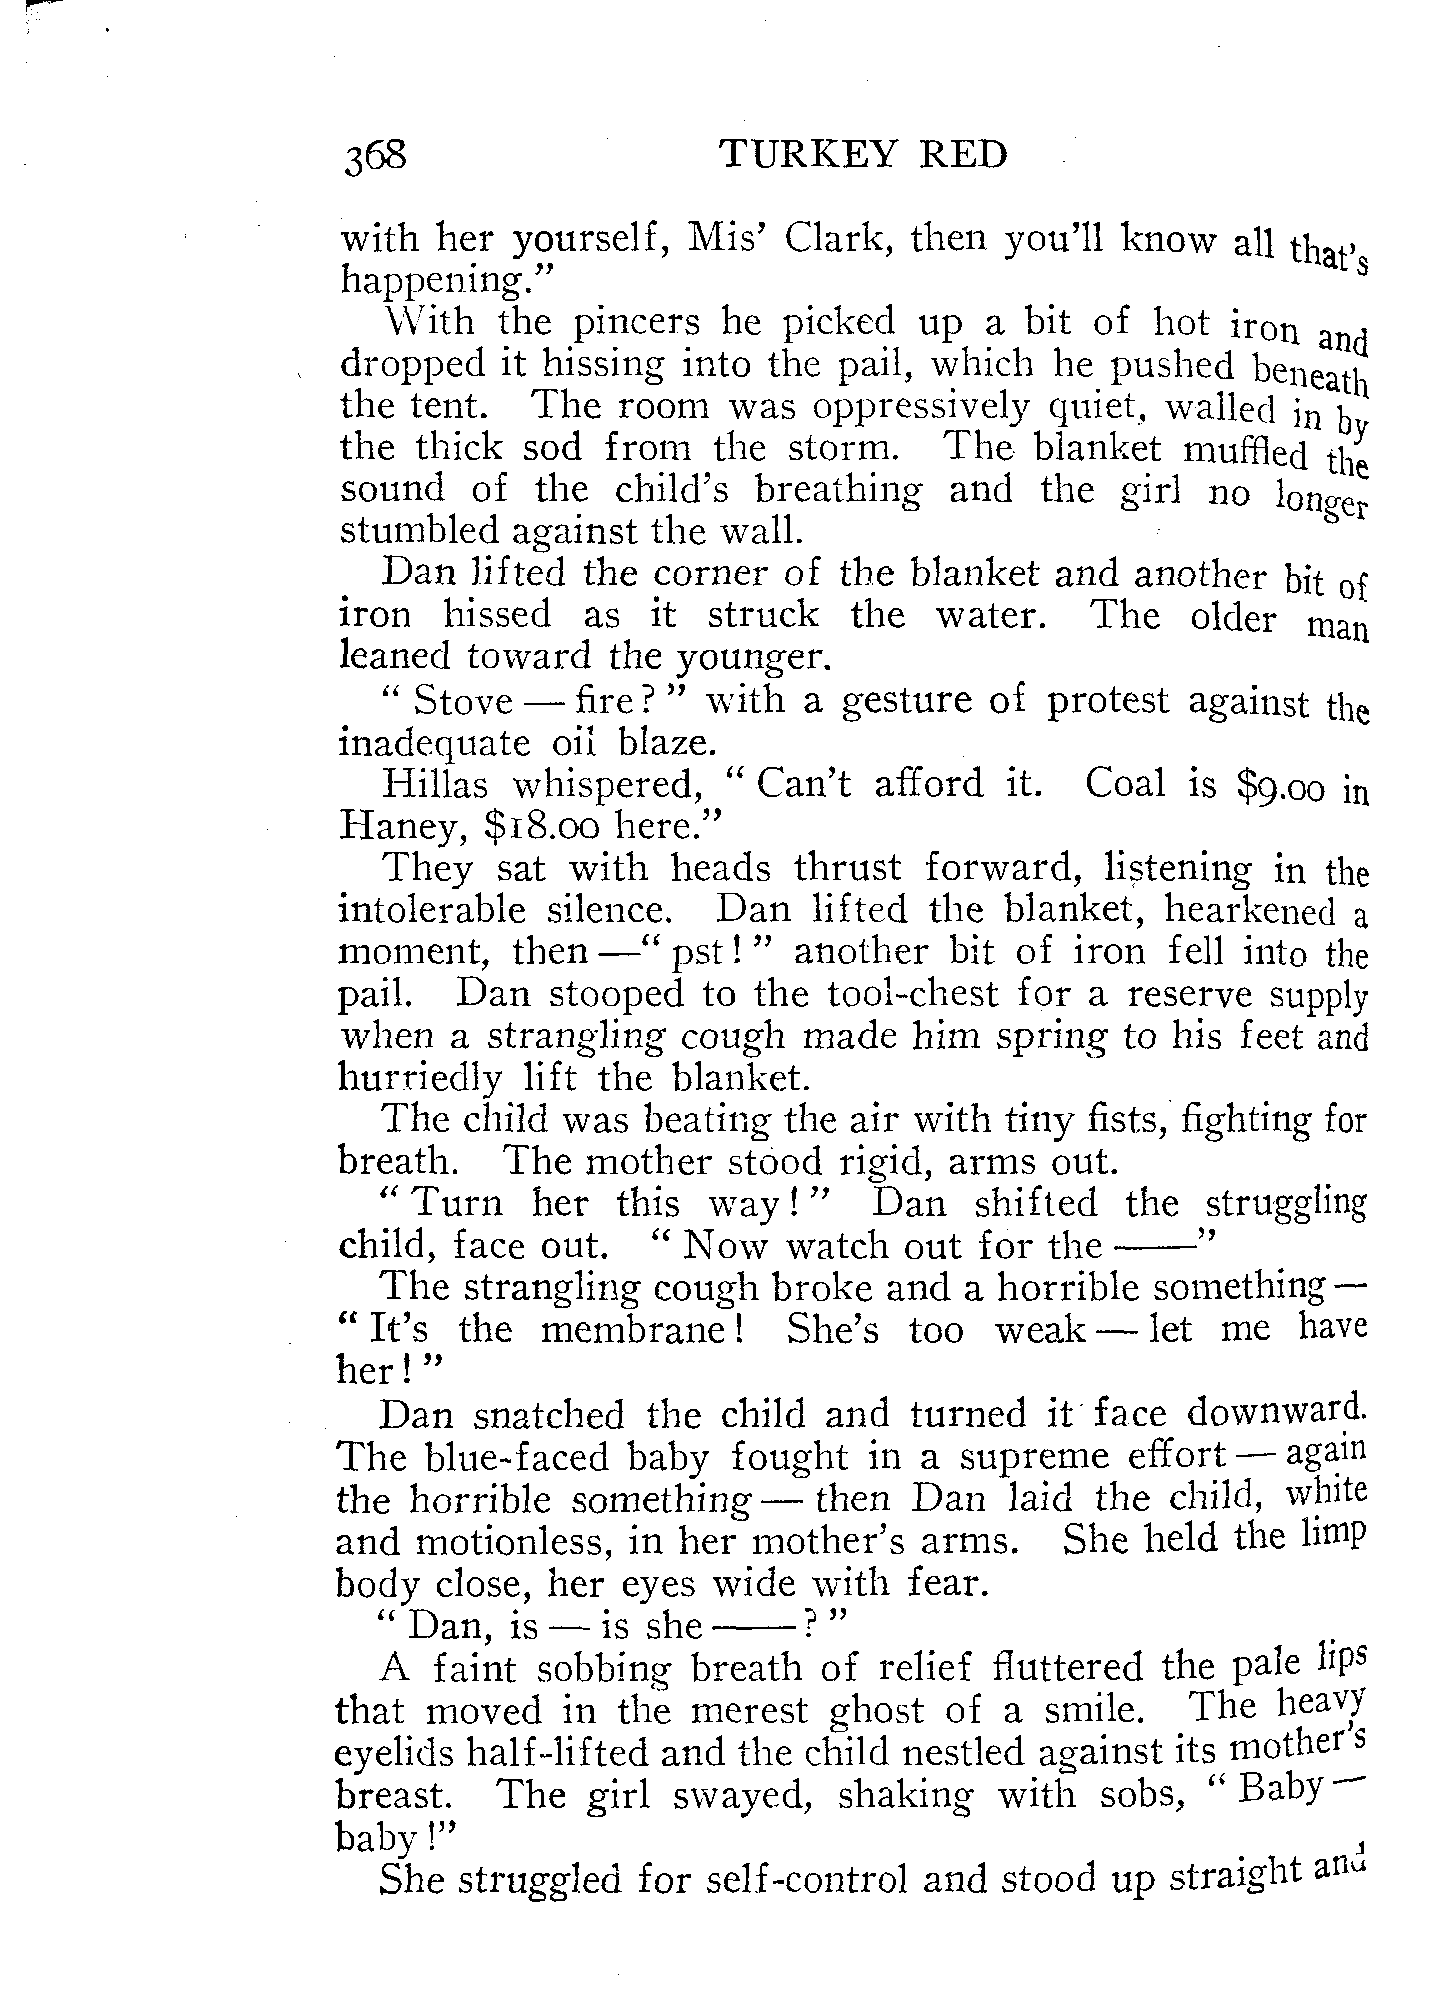 368 TURKEY RED
with her yourself, Mis' Clark, then you'll know all that's
happening."
With the pincers he picked up a bit of hot iron and
dropped it hissing into the pail, which he pushed beneath
the tent. The room was oppressively quiet, walled in by
the thick sod from the storm. The blanket muffled the
sound of the child's breathing and the girl no longer
stumbled against the wall.
Dan lifted the corner of the blanket and another bit of
iron hissed as it struck the water. The older man
leaned toward the younger.
" Stove — fire? " with a gesture of protest against the
inadequate oil blaze.
Hillas whispered, " Can't afford it. Coal is $9.00 in
Haney, $18.00 here."
They sat with heads thrust forward, listening in the
intolerable silence. Dan lifted the blanket, hearkened a
moment, then —" pst! " another bit of iron fell into the
pail. Dan stooped to the tool-chest for a reserve supply
when a strangling cough made him spring to his feet and
hurriedly lift the blanket.
The child was beating the air with tiny fists, fighting for
breath. The mother stood rigid, arms out.
" Turn her this way! " Dan shifted the struggling
child, face out. " Now watch out for the ——"
The strangling cough broke and a horrible something —
" It's the membrane! She's too weak — let me have
her! "
Dan snatched the child and turned it face downward.
The blue-faced baby fought in a supreme effort — again
the horrible something — then Dan laid the child, white
and motionless, in her mother's arms. She held the limp
body close, her eyes wide with fear.
" Dan, is — is she ——? "
A faint sobbing breath of relief fluttered the pale lips
that moved in the merest ghost of a smile. The heavy
eyelids half-lifted and the child nestled against its mother's
breast. The girl swayed, shaking with sobs, " Baby —
baby!"
She struggled for self-control and stood up straight and